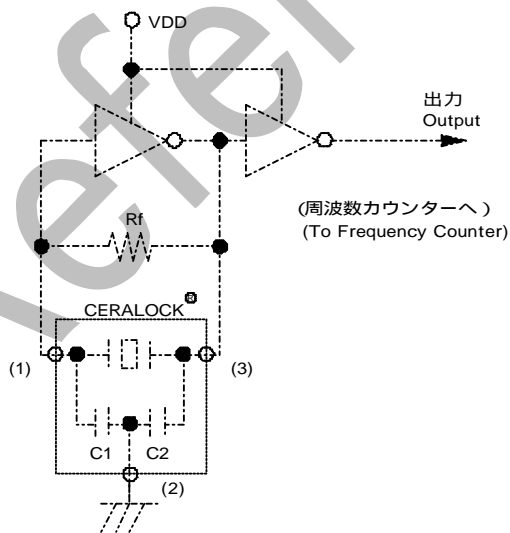 VDD
出力
Output
Rf
(周波数カウンターへ)
(To Frequency Counter)
CERALOCK®
(1)
(3)
C1
C2
(2)